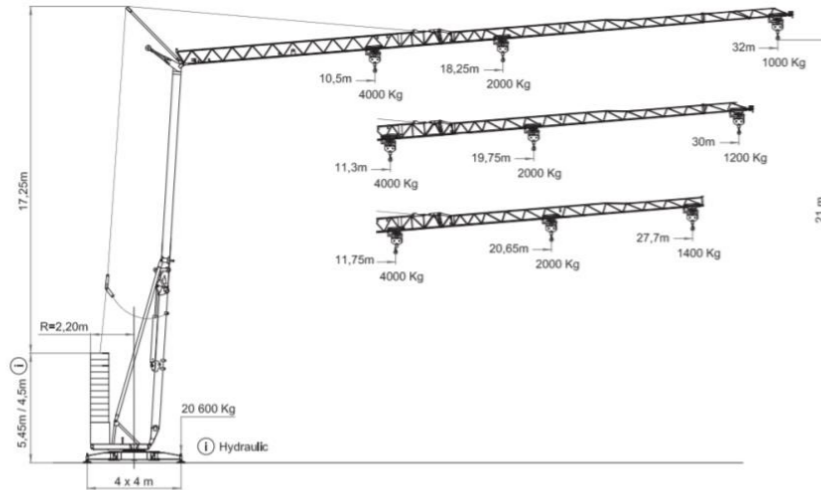 10,5m
4000 Kg
18,25m
2000 Kg
32m
1000 Kg
11,3m
4000 Kg
19,75m
2000 Kg
30m
1200 Kg
11,75m
4000 Kg
20,65m
2000 Kg
27,7m
1400 Kg
21 m
17,25m
R=2,20m
5,45m / 4,5m i
20 600 Kg
i Hydraulic
4 x 4 m